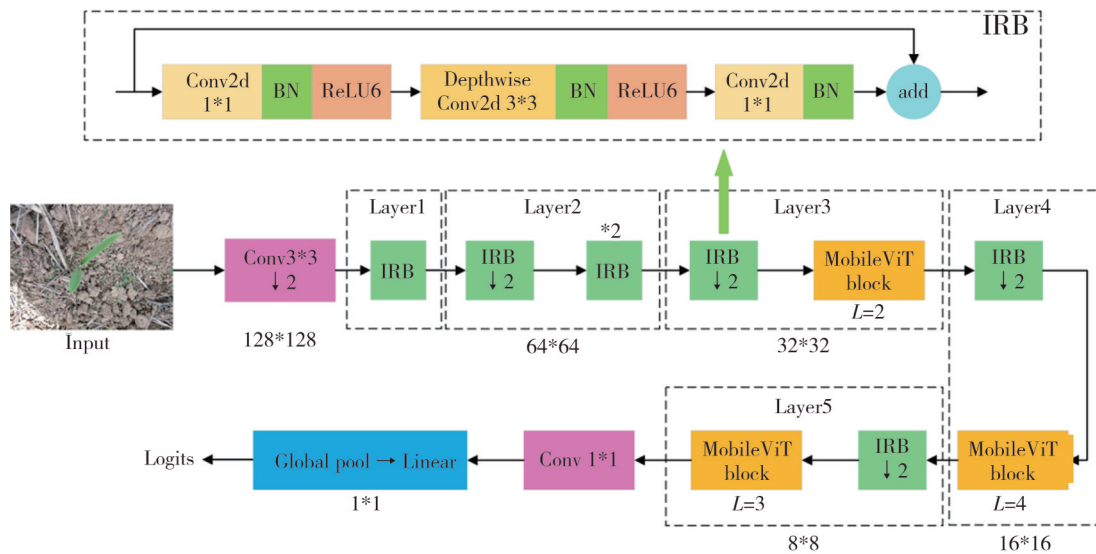 IRB
Conv2d
1*1
BN
ReLU6
Depthwise
Conv2d 3*3
BN
ReLU6
Conv2d
1*1
BN
add
Input
Conv3*3
↓2
128*128
Layer1
IRB
Layer2
IRB
↓2
*2
IRB
64*64
Layer3
IRB
↓2
MobileViT
block
L=2
32*32
Layer4
IRB
↓2
MobileViT
block
L=4
16*16
Layer5
IRB
↓2
MobileViT
block
L=3
8*8
Conv 1*1
Global pool → Linear
1*1
Logits